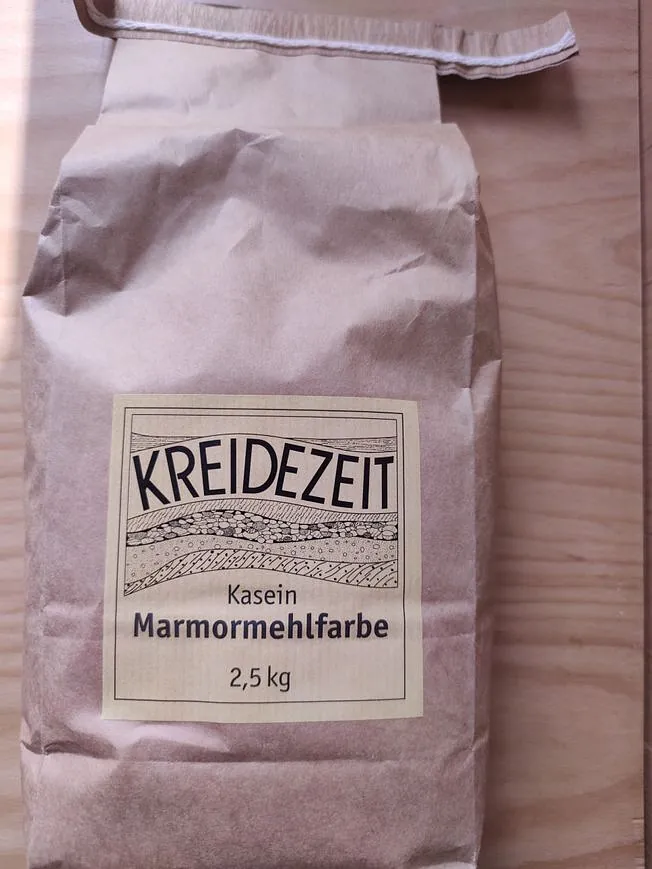 KREIDEZEIT
Kasein
Marmormehlfarbe
2,5 kg